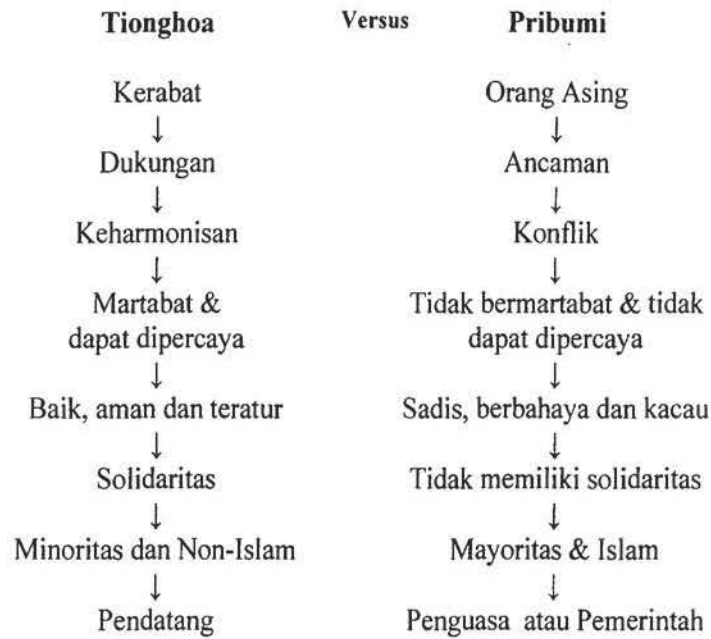 Tionghoa Versus Pribumi
Kerabat Orang Asing
↓ ↓
Dukungan Ancaman
↓ ↓
Keharmonisan Konflik
↓ ↓
Martabat & Tidak bermartabat & tidak
dapat dipercaya dapat dipercaya
↓ ↓
Baik, aman dan teratur Sadis, berbahaya dan kacau
↓ ↓
Solidaritas Tidak memiliki solidaritas
↓ ↓
Minoritas dan Non-Islam Mayoritas & Islam
↓ ↓
Pendatang Penguasa atau Pemerintah